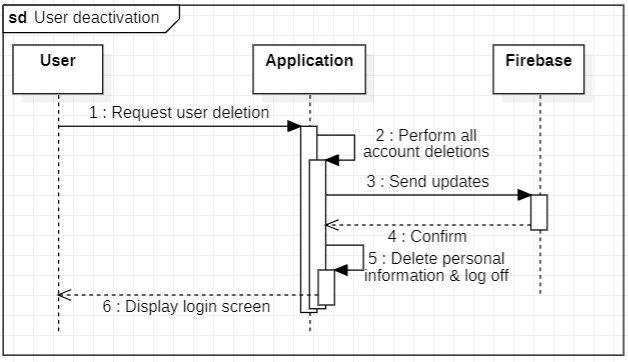 sd User deactivation
User
Application
Firebase
1 : Request user deletion
2 : Perform all
account deletions
3 : Send updates
4 : Confirm
5 : Delete personal
information & log off
6 : Display login screen